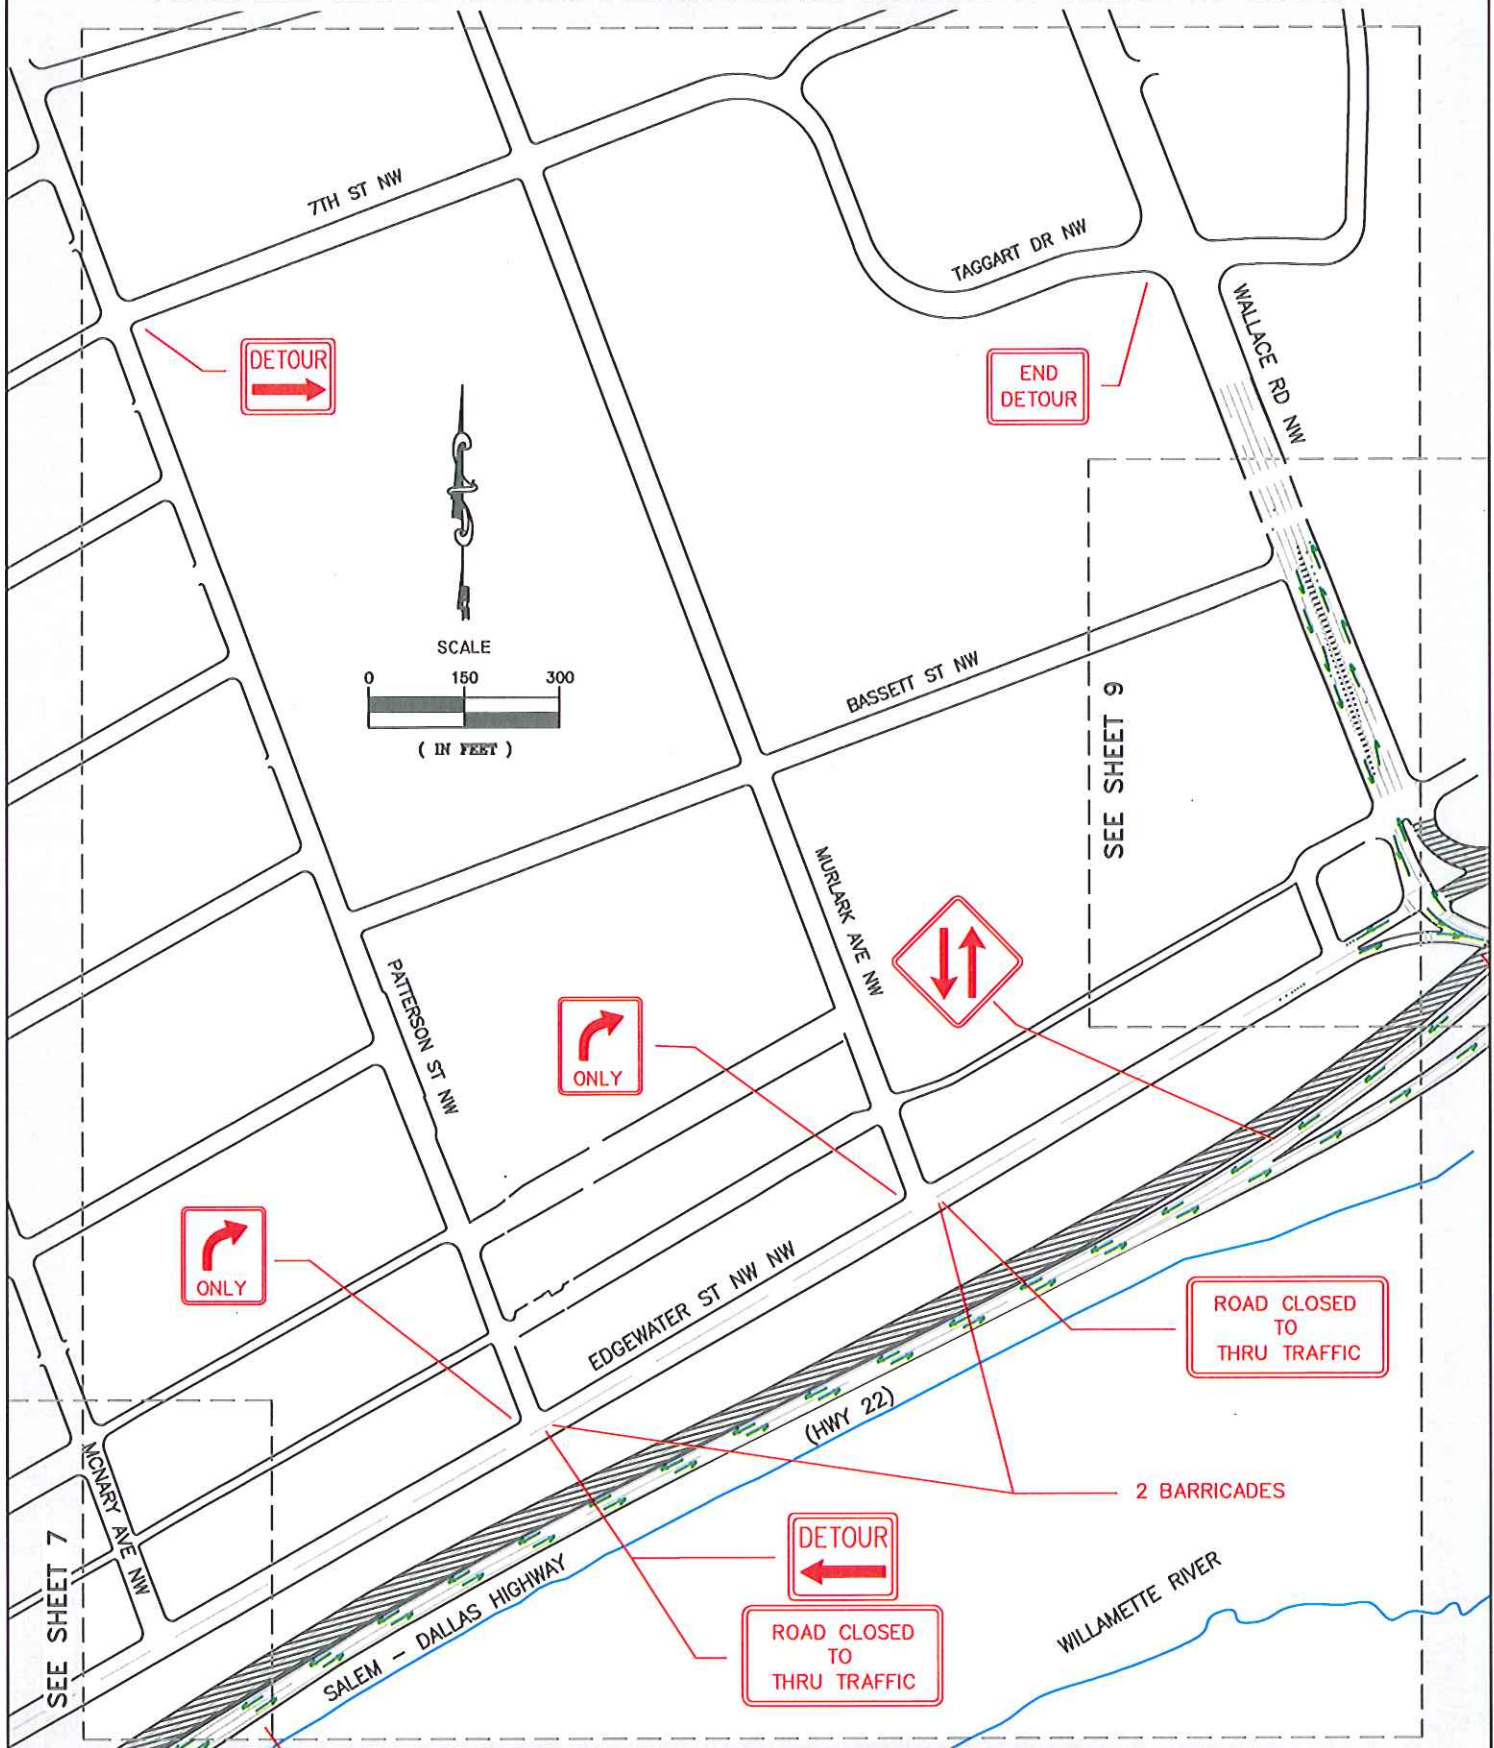 7TH ST NW
TAGGART DR NW
WALLACE RD NW
DETOUR
END
DETOUR
SCALE
0 150 300
( IN FEET )
BASSETT ST NW
SEE SHEET 9
MURLARK AVE NW
PATTERSON ST NW
ONLY
ONLY
EDGEWATER ST NW NW
ROAD CLOSED
TO
THRU TRAFFIC
(HWY 22)
MCNARY AVE NW
2 BARRICADES
SEE SHEET 7
DETOUR
SALEM - DALLAS HIGHWAY
WILLAMETTE RIVER
ROAD CLOSED
TO
THRU TRAFFIC